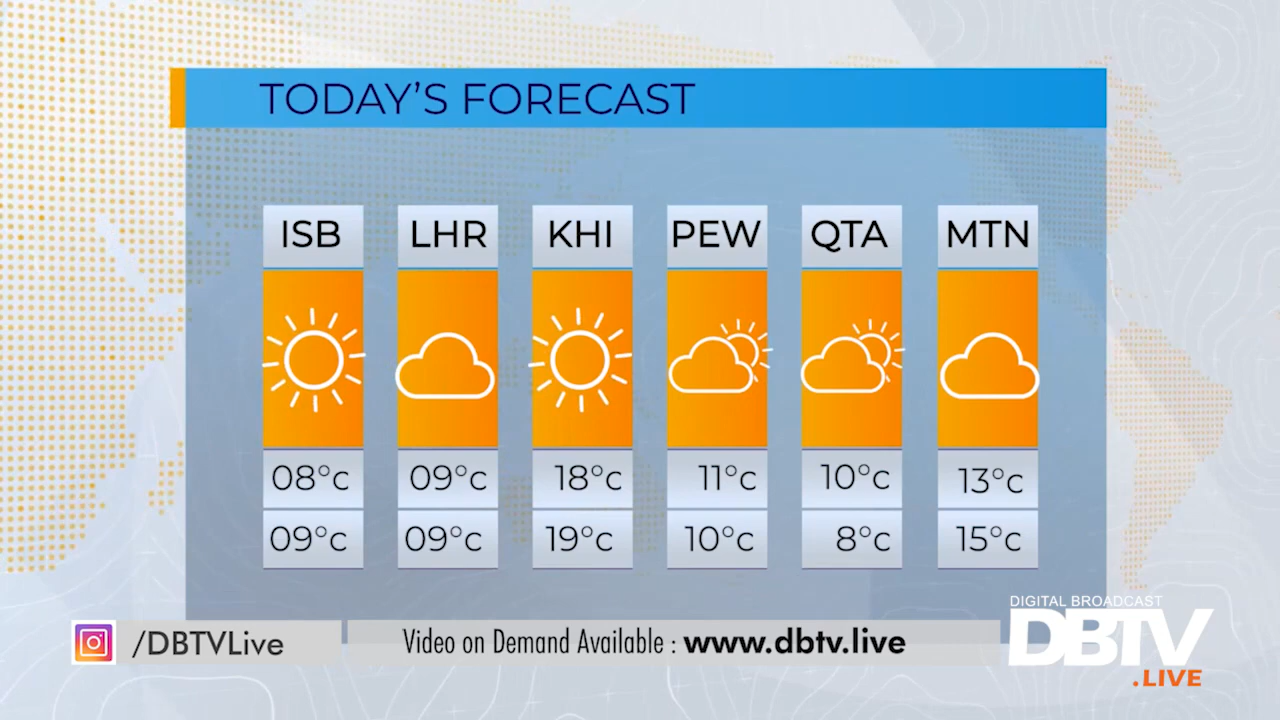 TODAY'S FORECAST
ISB LHR KHI PEW QTA MTN
08°c 09°c 18°c 11°c 10°c 13°c
09°c 09°c 19°c 10°c 8°c 15°c
DIGITAL BROADCAST
DBTV
.LIVE
/DBTVLive
Video on Demand Available : www.dbtv.live